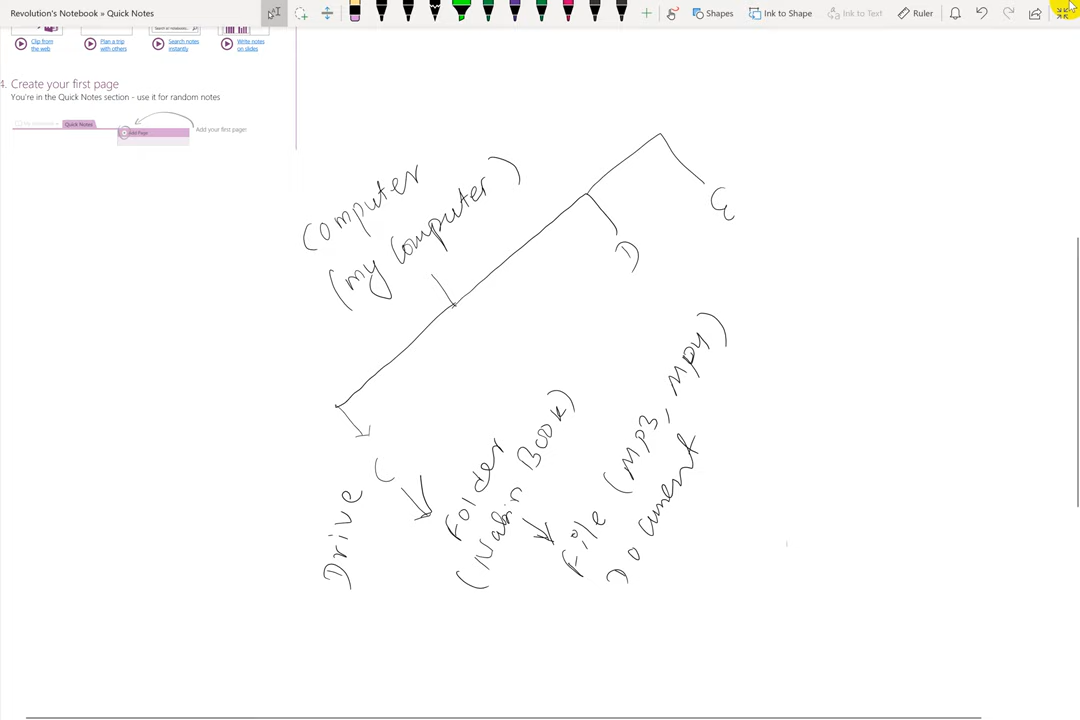 Revolution's Notebook » Quick Notes
Shapes
Ink to Shape
Ink to Text
Ruler
Clip from
the web
Plan a trip
with others
Search notes
instantly
Write notes
on slides
4. Create your first page
You're in the Quick Notes section - use it for random notes
Quick Notes
Add Page
Add your first page!
Computer
(My Computer)
E
D
Drive C
Folder
(Nabin Book)
File (MP3, MP4)
Document